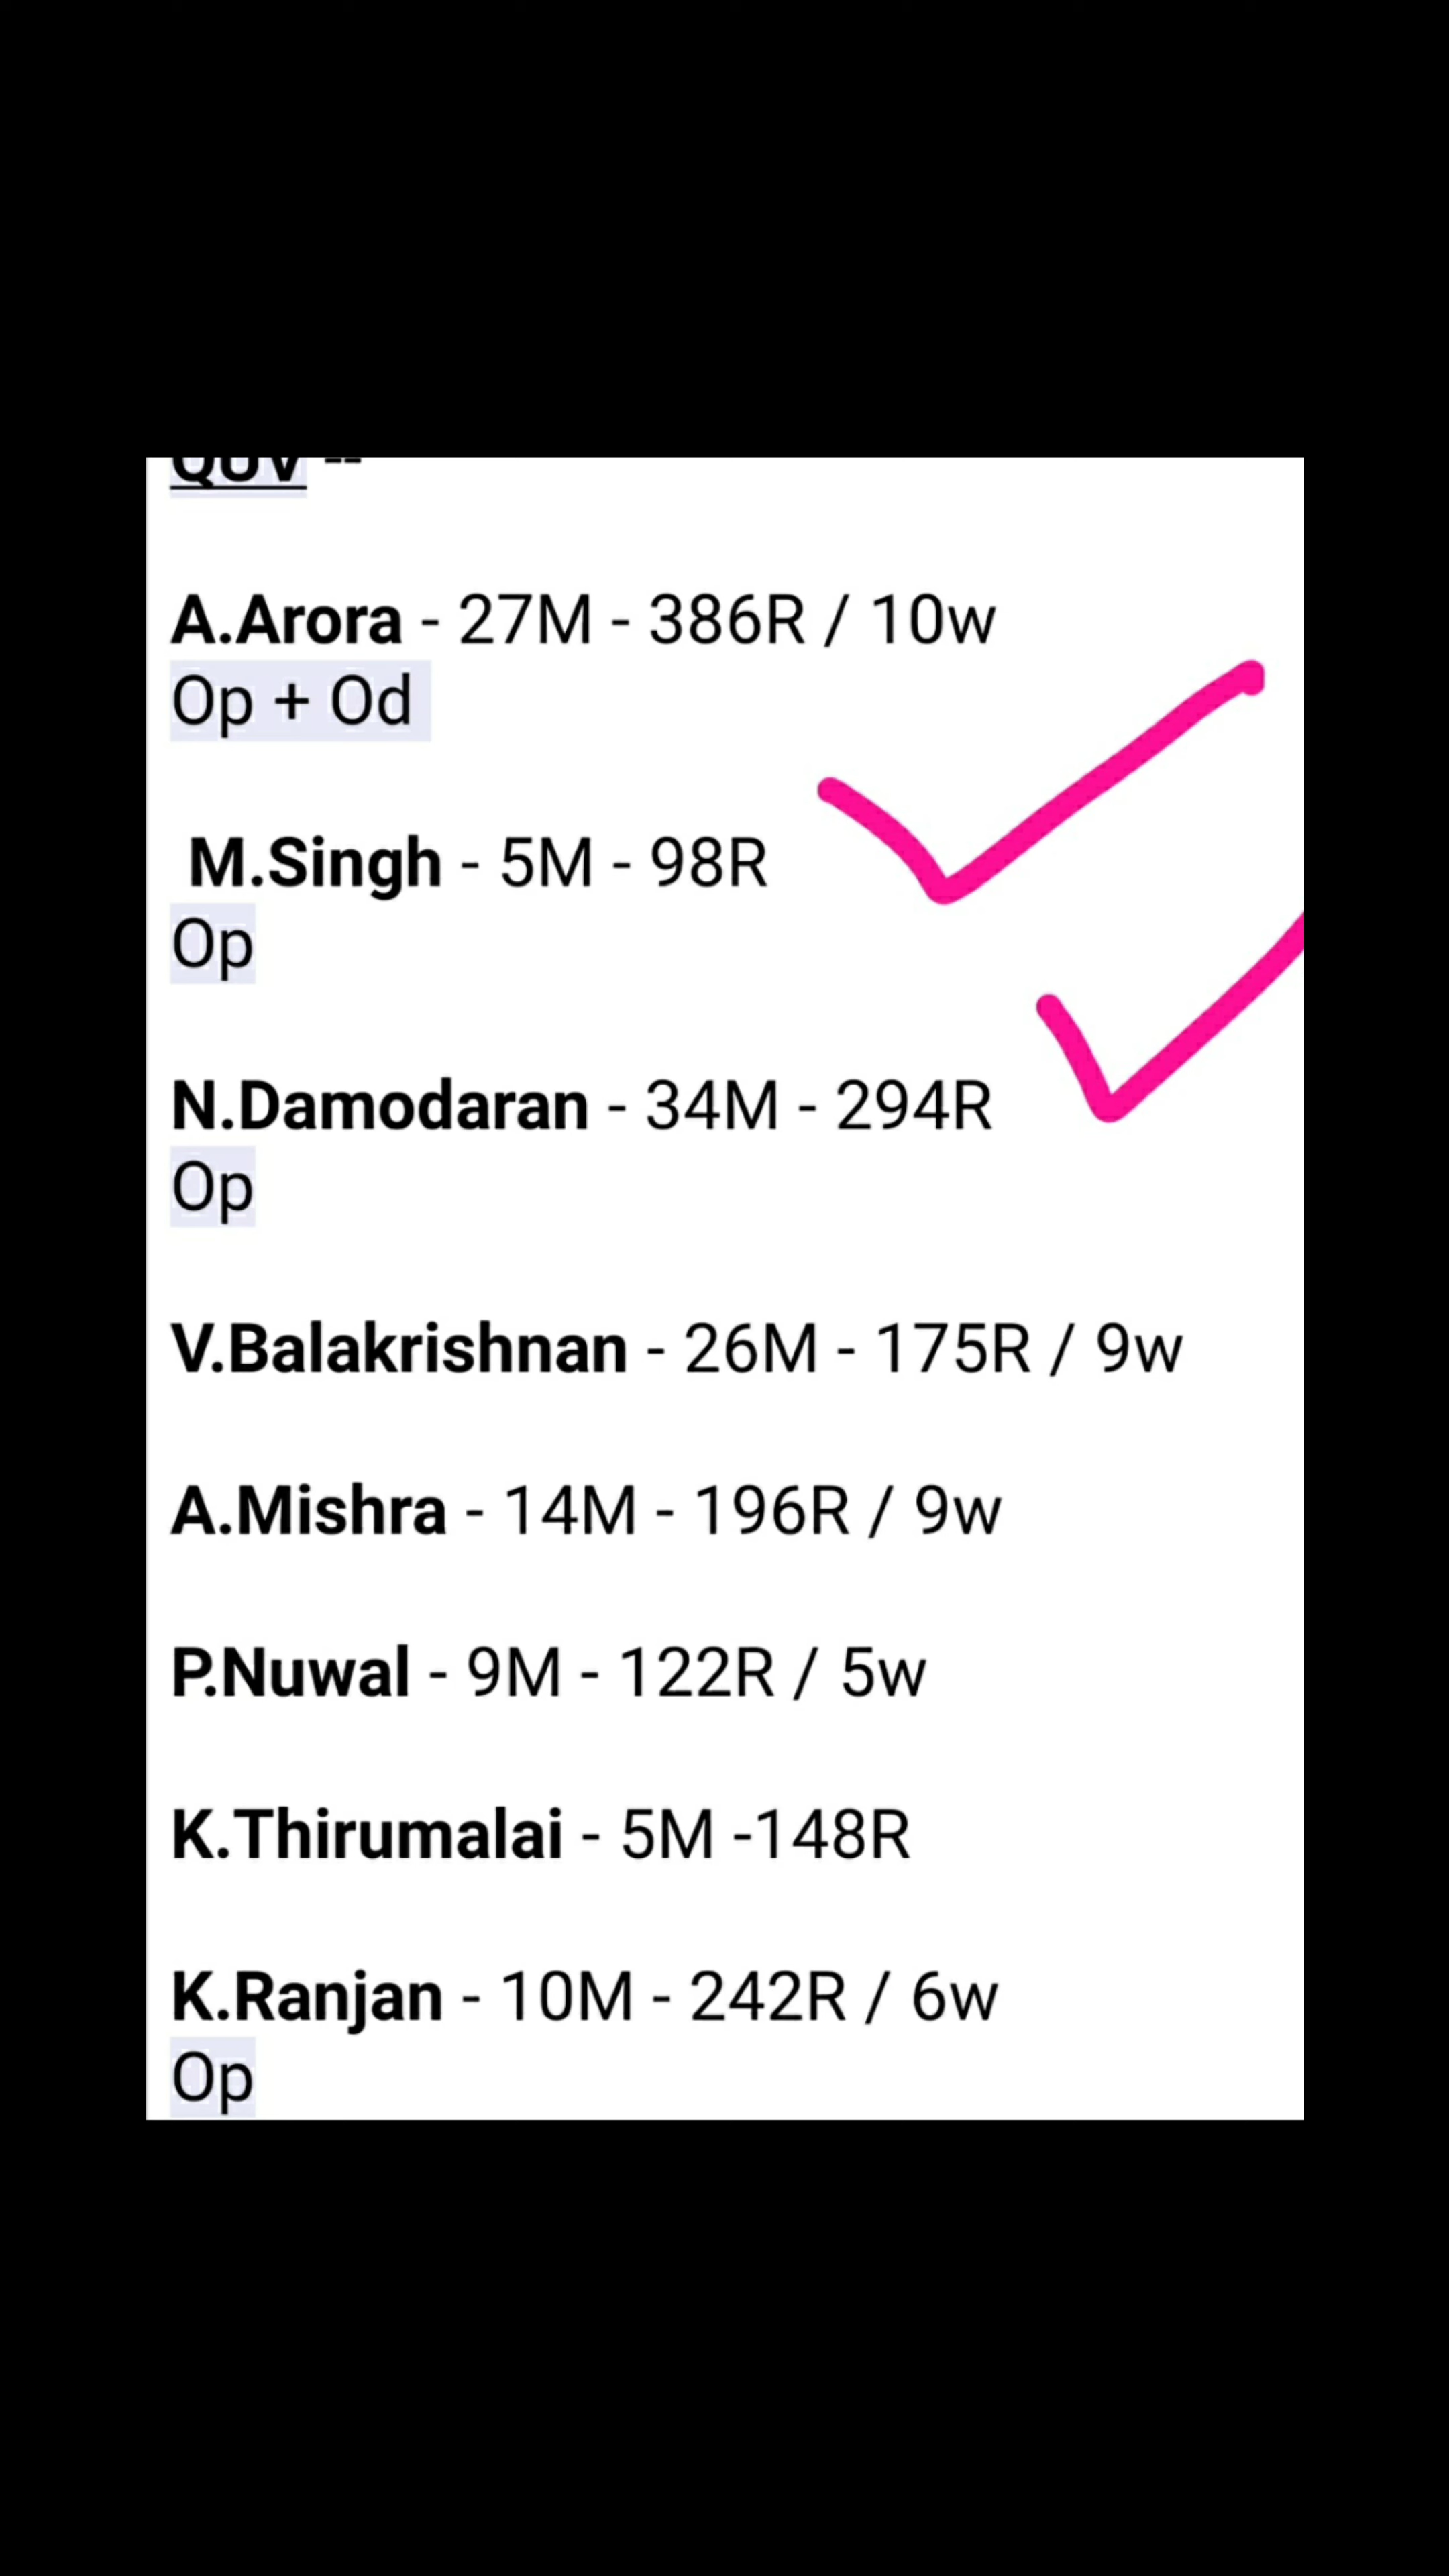 QUV --
A.Arora - 27M - 386R / 10w
Op + Od
M.Singh - 5M - 98R
Op
N.Damodaran - 34M - 294R
Op
V.Balakrishnan - 26M - 175R / 9w
A.Mishra - 14M - 196R / 9w
P.Nuwal - 9M - 122R / 5w
K.Thirumalai - 5M -148R
K.Ranjan - 10M - 242R / 6w
Op